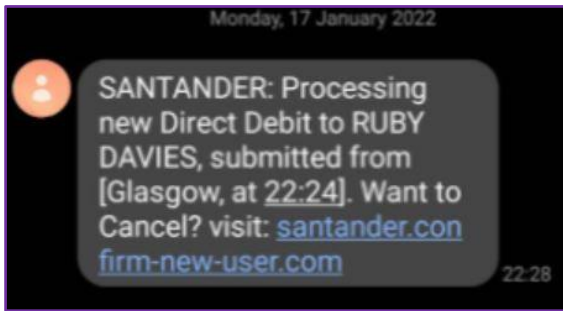 Monday, 17 January 2022
SANTANDER: Processing
new Direct Debit to RUBY
DAVIES, submitted from
[Glasgow, at 22:24]. Want to
Cancel? visit: santander.con
firm-new-user.com
22:28